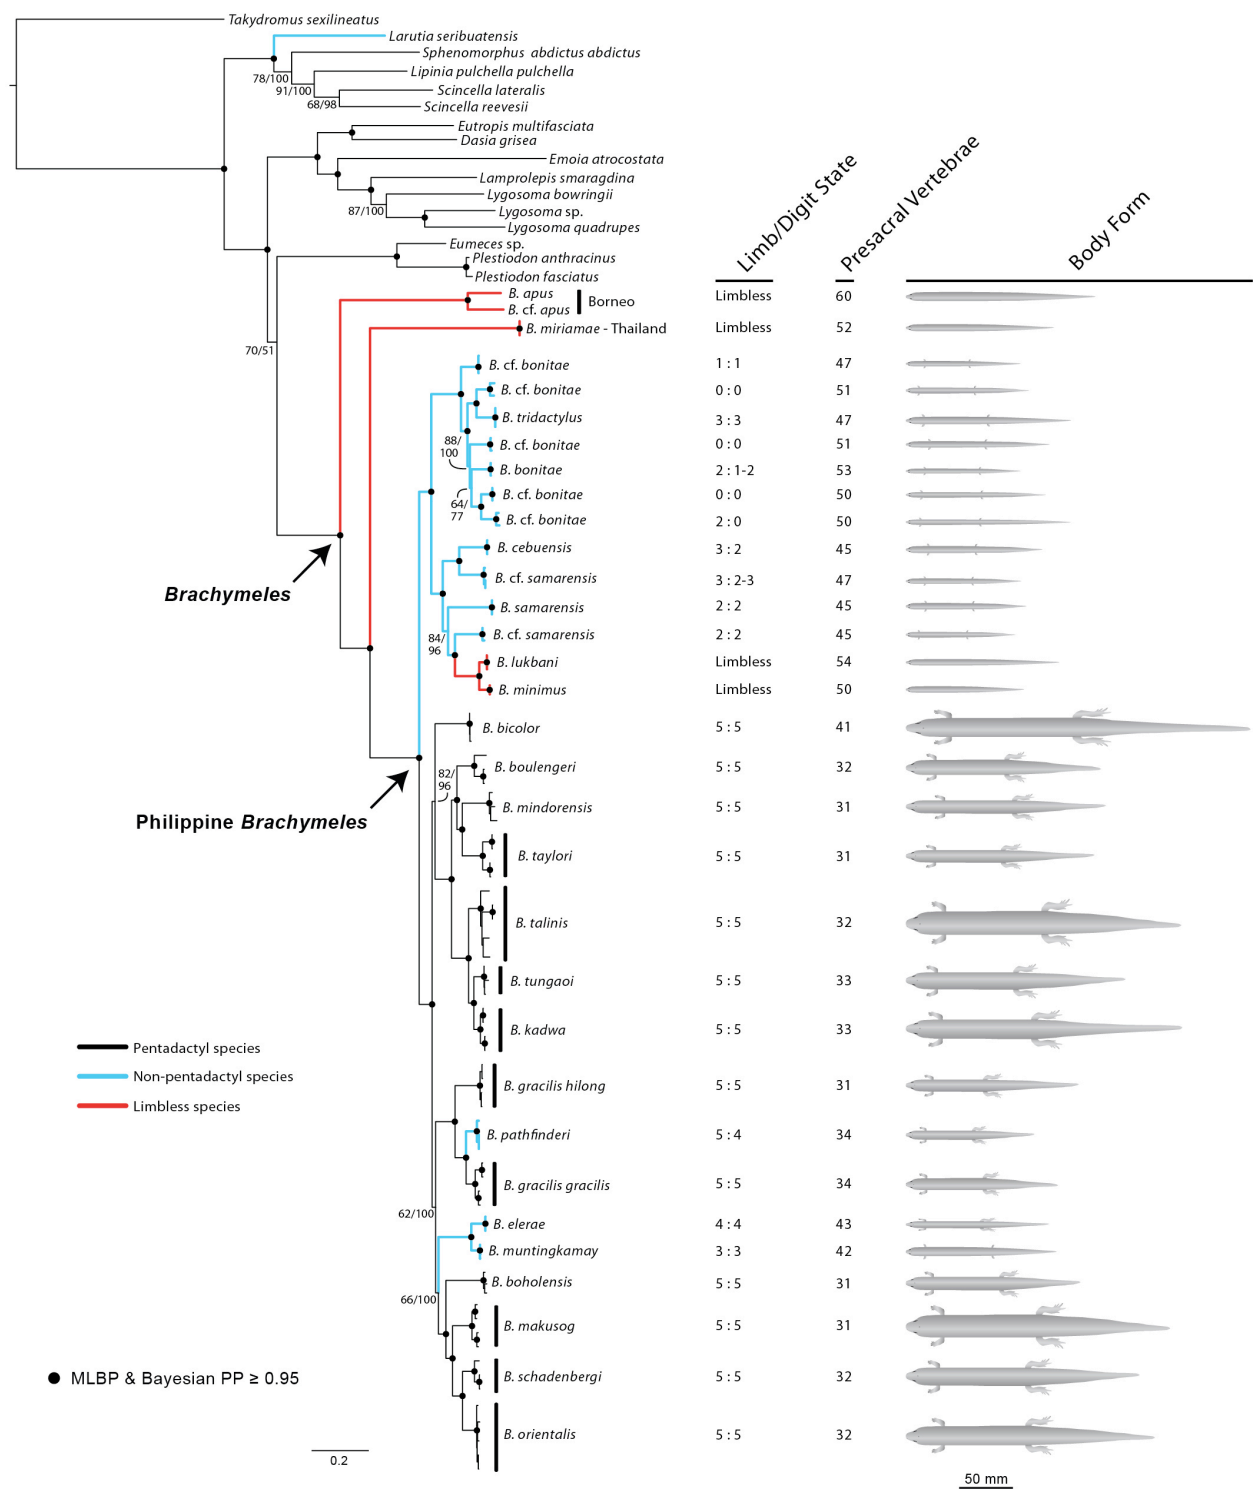 Takydromus sexilineatus
Larutia seribuatensis
Sphenomorphus abdictus abdictus
78/100
Lipinia pulchella pulchella
91/100
Scincella lateralis
68/98
Scincella reevesii
Eutropis multifasciata
Dasia grisea
Emoia atrocostata
Lamprolepis smaragdina
Lygosoma bowringii
87/100
Lygosoma sp.
Lygosoma quadrupes
Eumeces sp.
Plestiodon anthracinus
Plestiodon fasciatus
Limb/Digit State
Presacral Vertebrae
Body Form
B. apus
B. cf. apus
Borneo
Limbless 60
B. miriamae - Thailand Limbless 52
70/51
B. cf. bonitae 1 : 1 47
B. cf. bonitae 0 : 0 51
B. tridactylus 3 : 3 47
88/
100
B. cf. bonitae 0 : 0 51
B. bonitae 2 : 1-2 53
64/
77
B. cf. bonitae 0 : 0 50
B. cf. bonitae 2 : 0 50
B. cebuensis 3 : 2 45
B. cf. samarensis 3 : 2-3 47
Brachymeles
B. samarensis 2 : 2 45
84/
96
B. cf. samarensis 2 : 2 45
B. lukbani Limbless 54
B. minimus Limbless 50
B. bicolor 5 : 5 41
B. boulengeri 5 : 5 32
82/
96
B. mindorensis 5 : 5 31
Philippine Brachymeles
B. taylori 5 : 5 31
B. talinis 5 : 5 32
B. tungaoi 5 : 5 33
B. kadwa 5 : 5 33
Pentadactyl species
Non-pentadactyl species
Limbless species
B. gracilis hilong 5 : 5 31
B. pathfinderi 5 : 4 34
B. gracilis gracilis 5 : 5 34
62/100
B. elerae 4 : 4 43
B. muntingkamay 3 : 3 42
B. boholensis 5 : 5 31
66/100
B. makusog 5 : 5 31
B. schadenbergi 5 : 5 32
MLBP & Bayesian PP ≥ 0.95
B. orientalis 5 : 5 32
0.2
50 mm